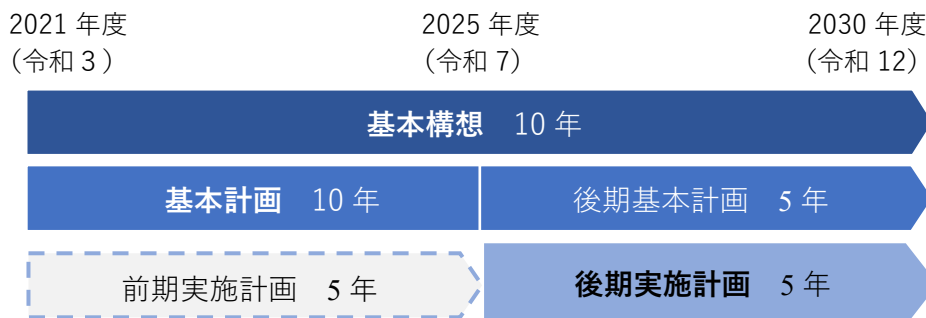 2021 年度 2025 年度 2030 年度
（令和 3 ） （令和 7） （令和 12）
基本構想 10 年
基本計画 10 年 後期基本計画 5 年
前期実施計画 5 年 後期実施計画 5 年